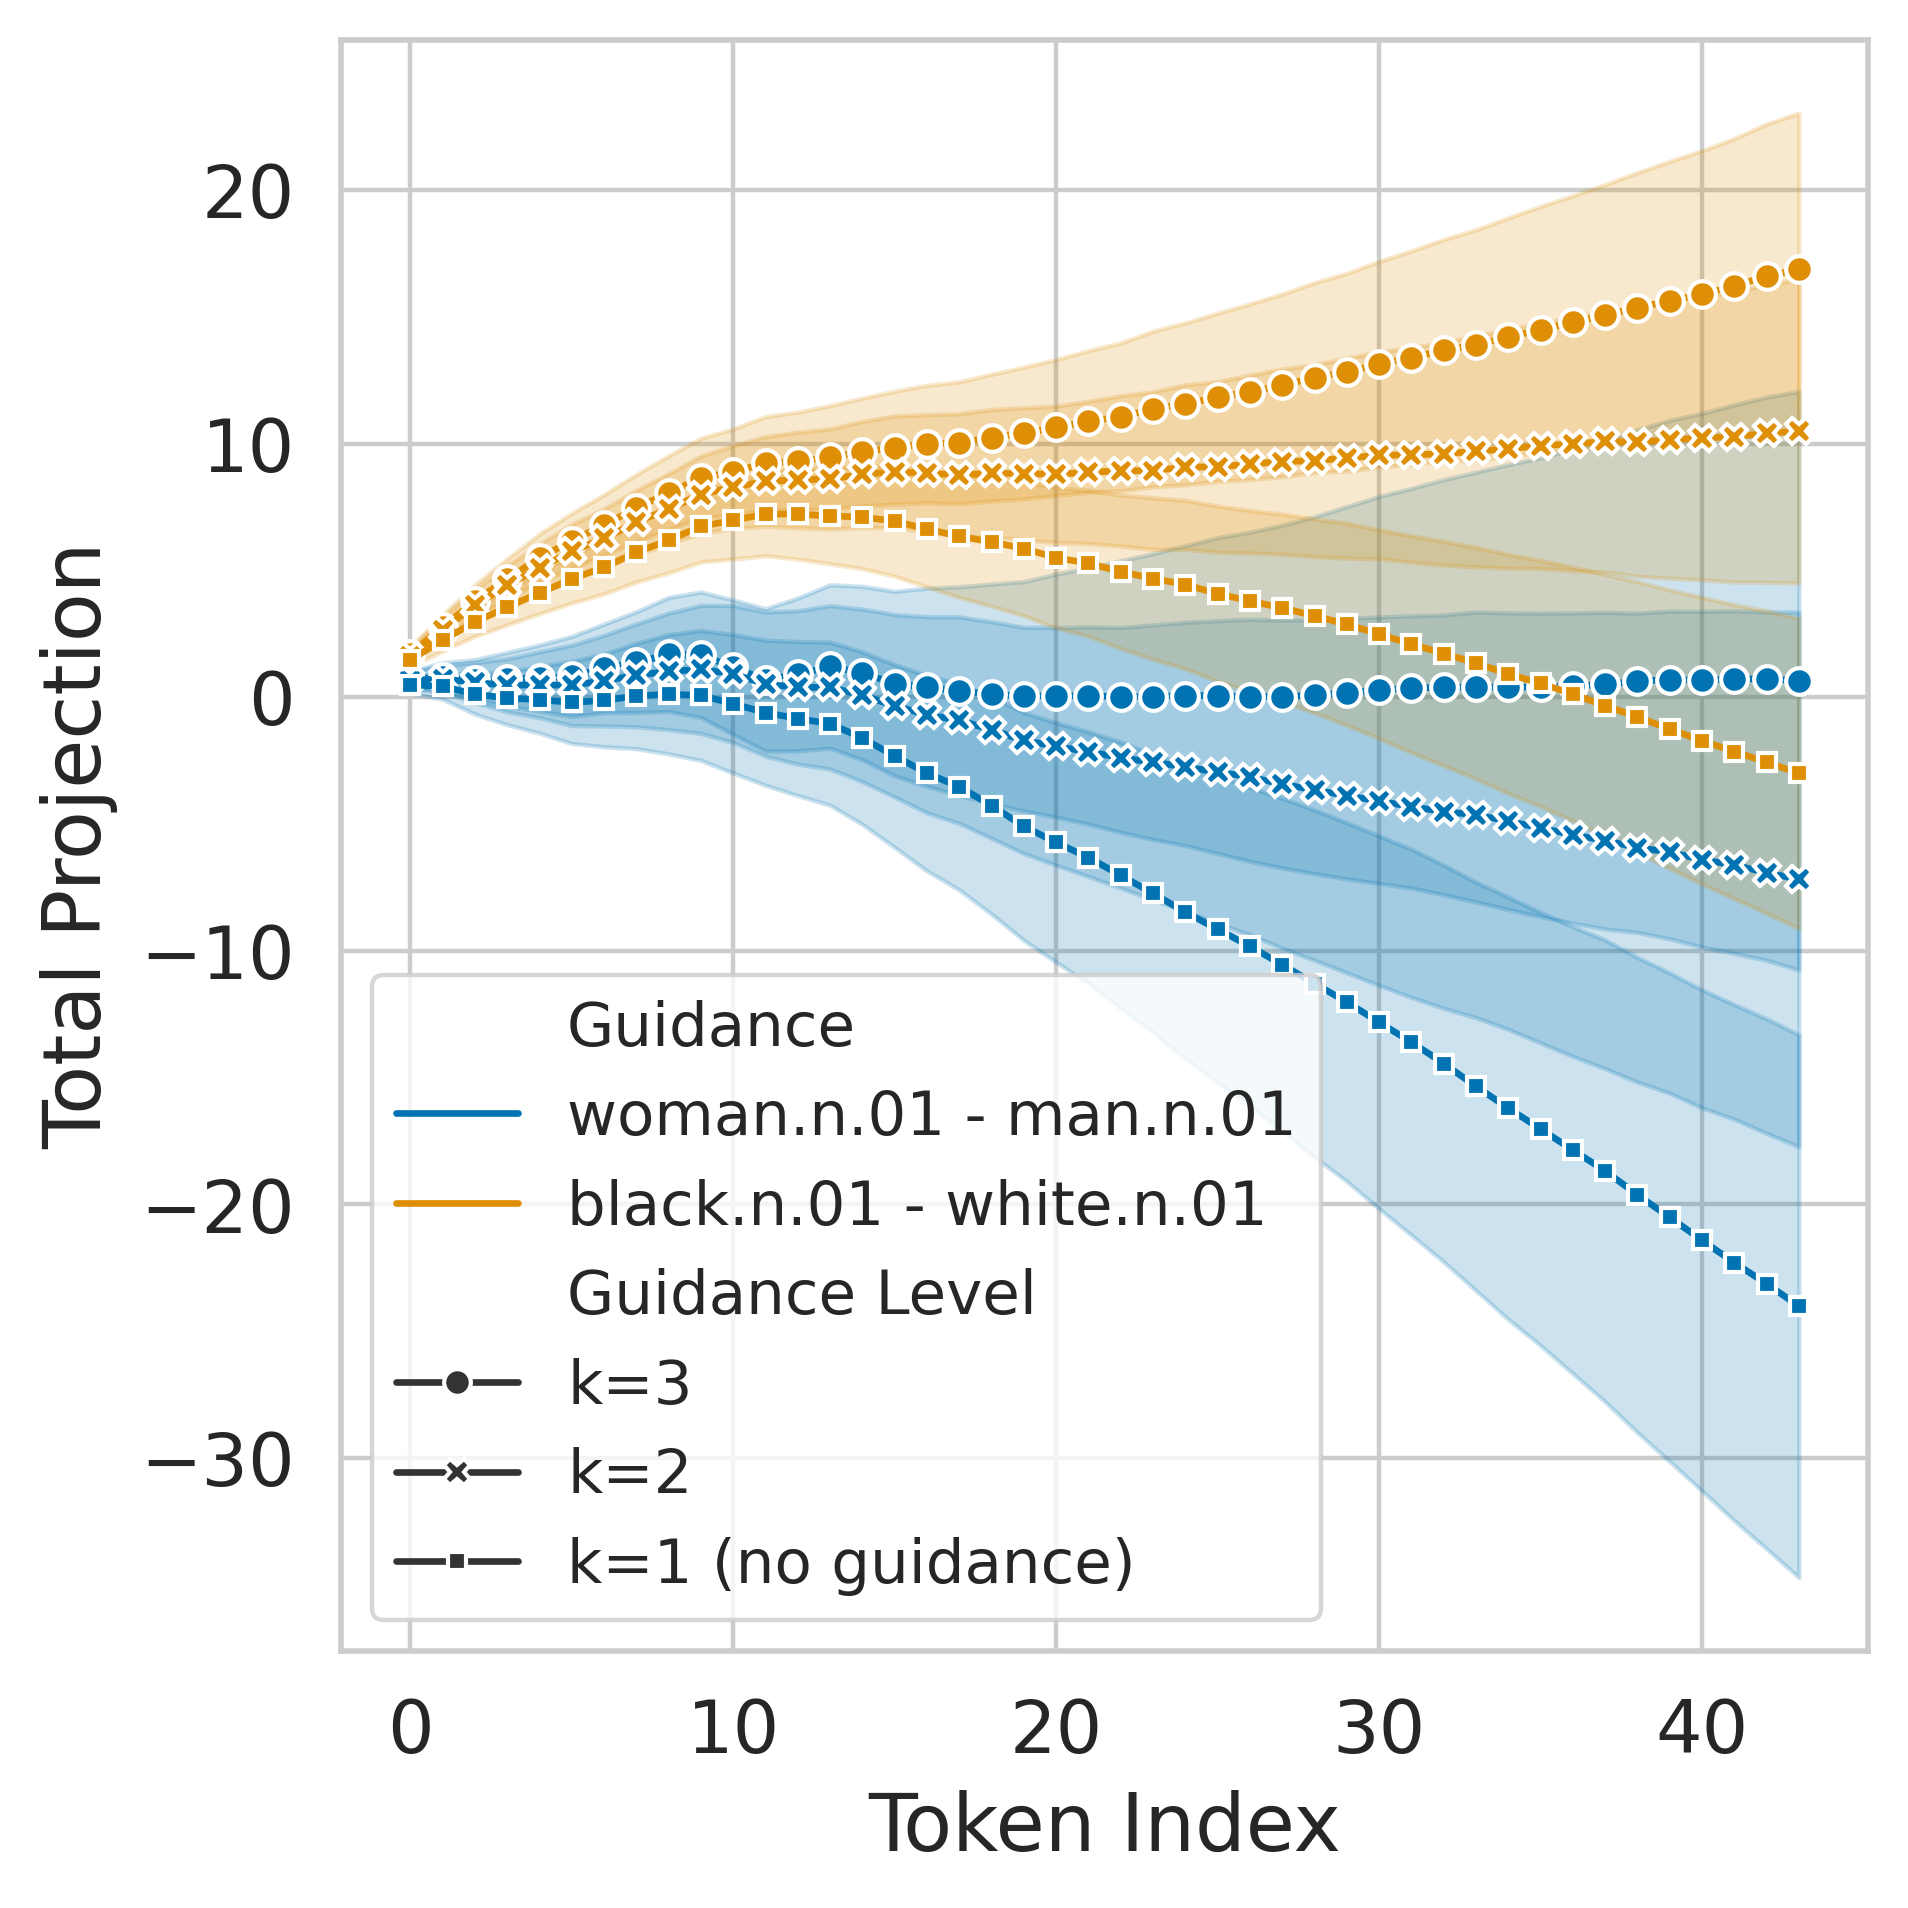 Total Projection
20
10
0
−10
−20
−30
Guidance
woman.n.01 - man.n.01
black.n.01 - white.n.01
Guidance Level
k=3
k=2
k=1 (no guidance)
0 10 20 30 40
Token Index